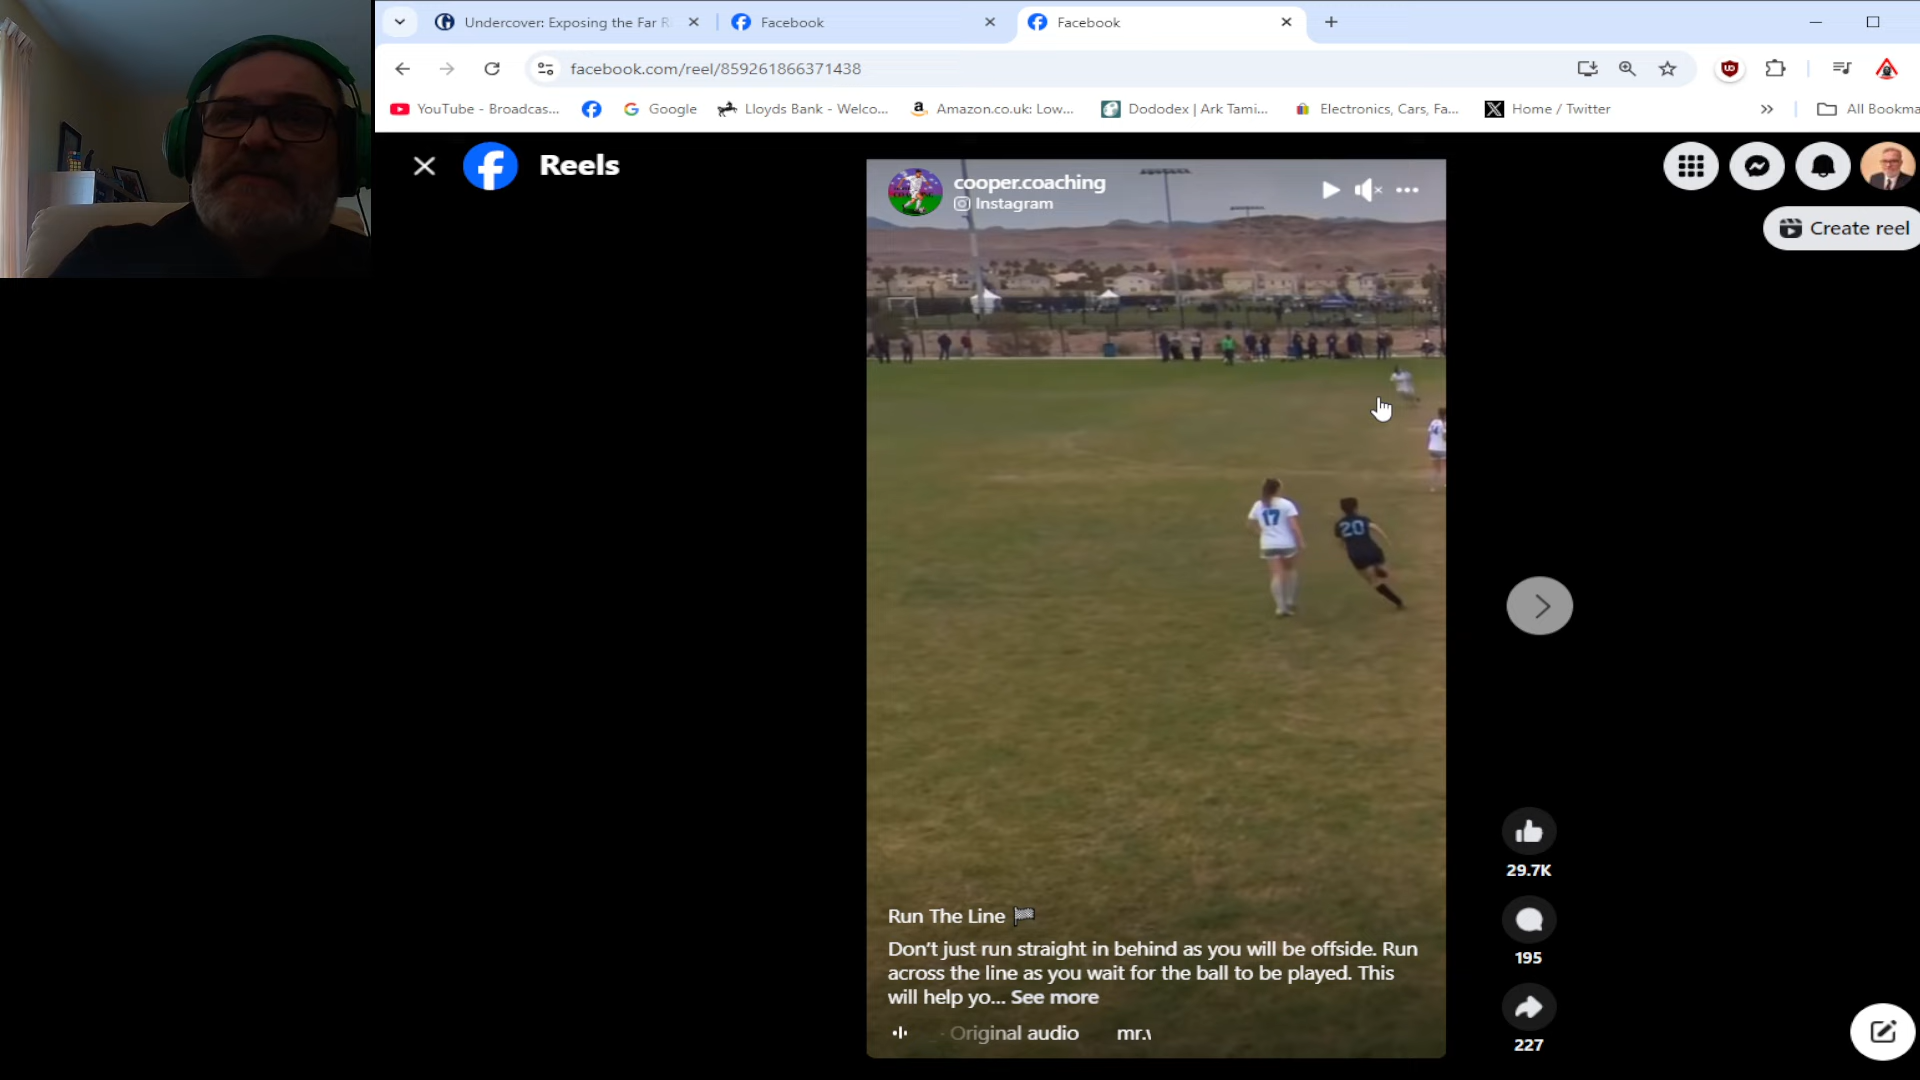 Undercover: Exposing the Far R
Facebook
Facebook
facebook.com/reel/859261866371438
YouTube - Broadcas...
Google
Lloyds Bank - Welco...
Amazon.co.uk: Low...
Dododex | Ark Tami...
Electronics, Cars, Fa...
Home / Twitter
All Bookma
Reels
cooper.coaching
Instagram
Create reel
17
20
29.7K
195
227
Run The Line
Don't just run straight in behind as you will be offside. Run
across the line as you wait for the ball to be played. This
will help yo... See more
- Original audio
mr.